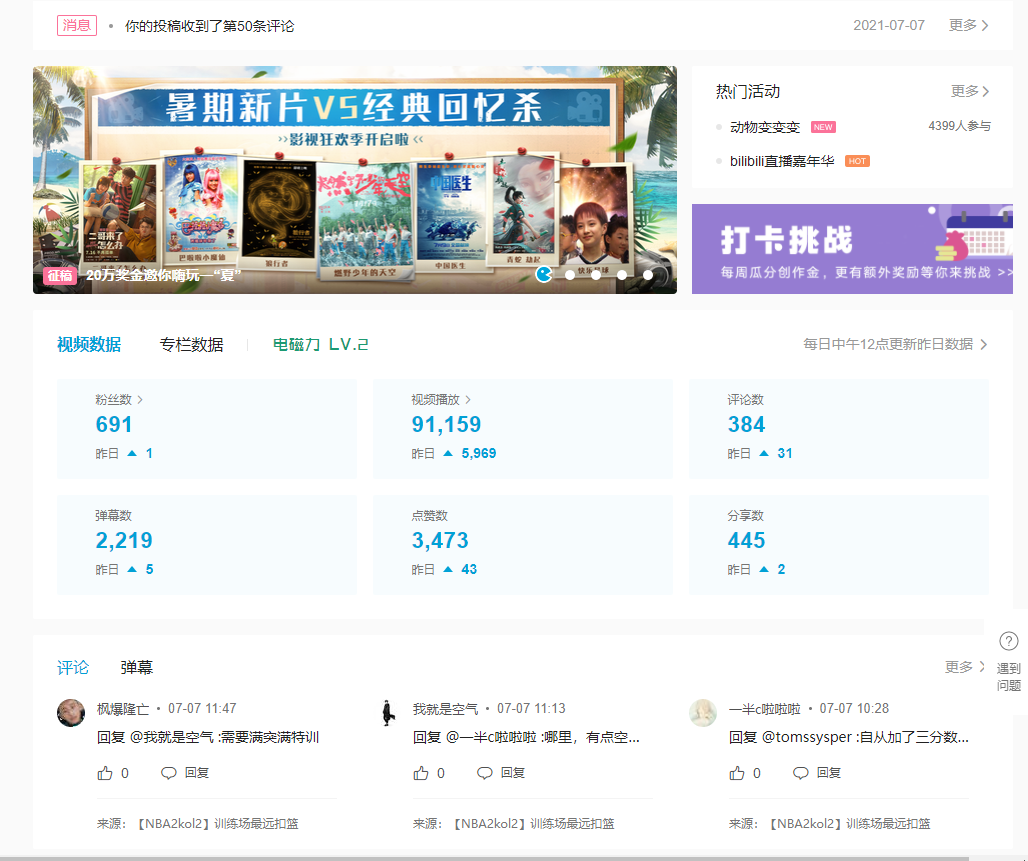 消息 • 你的投稿收到了第50条评论 2021-07-07 更多
暑期新片VS经典回忆杀
影视狂欢季开启啦
二哥来了怎么办
巴啦啦小魔仙
银行者
燃野少年的天空
中国医生
中国医生
青蛇 劫起
快乐星球
征稿 20万奖金邀你嗨玩—“夏”
热门活动 更多
动物变变变 NEW 4399人参与
bilibili直播嘉年华 HOT
打卡挑战
每周瓜分创作金，更有额外奖励等你来挑战 >>
视频数据 专栏数据 电磁力 LV.2 每日中午12点更新昨日数据
粉丝数 视频播放 评论数
691 91,159 384
昨日 1 昨日 5,969 昨日 31
弹幕数 点赞数 分享数
2,219 3,473 445
昨日 5 昨日 43 昨日 2
评论 弹幕 更多
遇到
问题
枫爆隆亡 • 07-07 11:47
回复 @我就是空气 :需要满突满特训
0 回复
来源：【NBA2kol2】训练场最远扣篮
我就是空气 • 07-07 11:13
回复 @一半c啦啦啦 :哪里，有点空...
0 回复
来源：【NBA2kol2】训练场最远扣篮
一半c啦啦啦 • 07-07 10:28
回复 @tomssysper :自从加了三分数...
0 回复
来源：【NBA2kol2】训练场最远扣篮